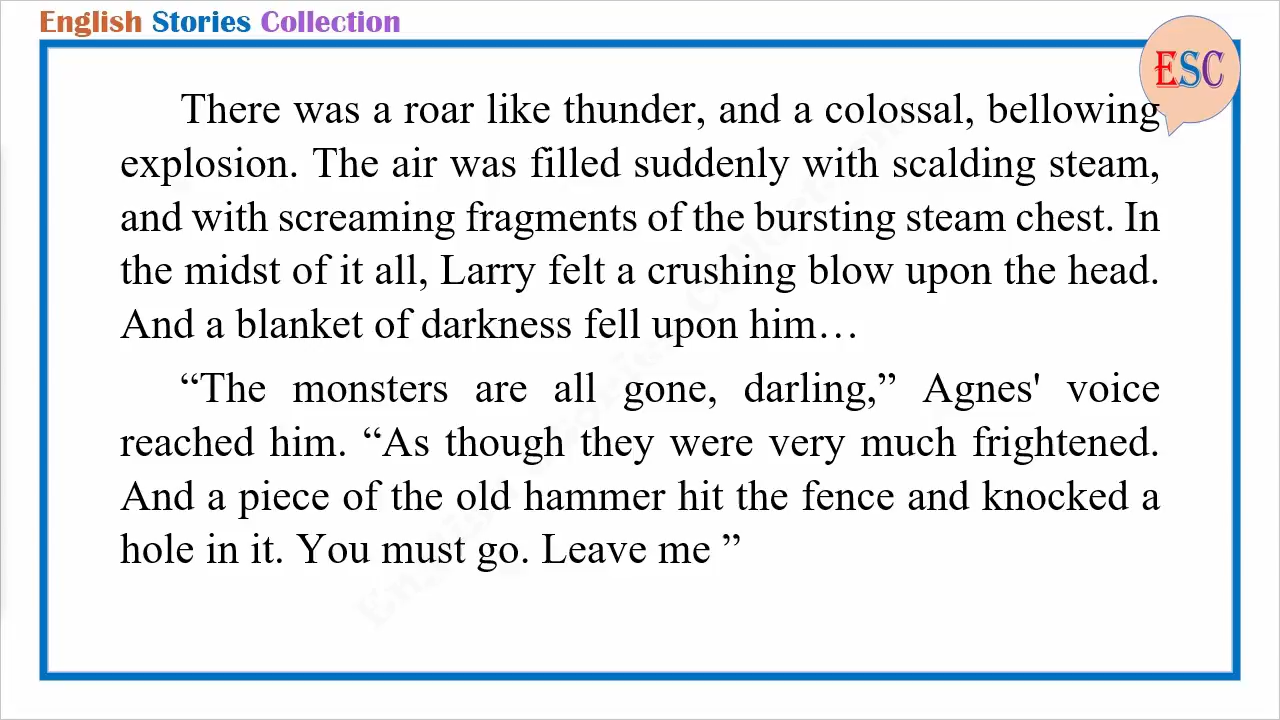 English Stories Collection
ESC
There was a roar like thunder, and a colossal, bellowing
explosion. The air was filled suddenly with scalding steam,
and with screaming fragments of the bursting steam chest. In
the midst of it all, Larry felt a crushing blow upon the head.
And a blanket of darkness fell upon him…
“The monsters are all gone, darling,” Agnes' voice
reached him. “As though they were very much frightened.
And a piece of the old hammer hit the fence and knocked a
hole in it. You must go. Leave me ”